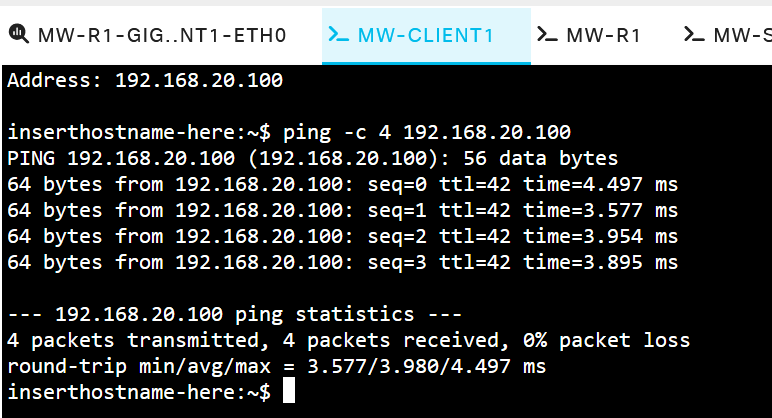 MW-R1-GIG..NT1-ETH0 MW-CLIENT1 MW-R1 MW-S
Address: 192.168.20.100
inserthostname-here:~$ ping -c 4 192.168.20.100
PING 192.168.20.100 (192.168.20.100): 56 data bytes
64 bytes from 192.168.20.100: seq=0 ttl=42 time=4.497 ms
64 bytes from 192.168.20.100: seq=1 ttl=42 time=3.577 ms
64 bytes from 192.168.20.100: seq=2 ttl=42 time=3.954 ms
64 bytes from 192.168.20.100: seq=3 ttl=42 time=3.895 ms
--- 192.168.20.100 ping statistics ---
4 packets transmitted, 4 packets received, 0% packet loss
round-trip min/avg/max = 3.577/3.980/4.497 ms
inserthostname-here:~$